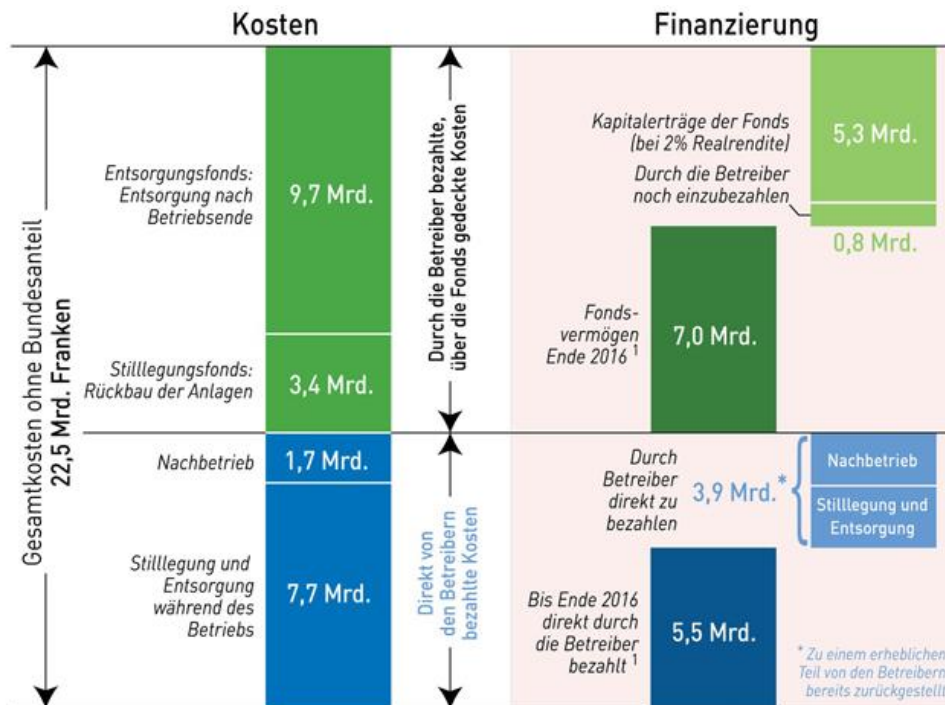 Kosten
Finanzierung
Gesamtkosten ohne Bundesanteil
22,5 Mrd. Franken
Entsorgungsfonds:
Entsorgung nach
Betriebsende
9,7 Mrd.
Stilllegungsfonds:
Rückbau der Anlagen
3,4 Mrd.
Nachbetrieb
1,7 Mrd.
Stilllegung und
Entsorgung
während des
Betriebs
7,7 Mrd.
Durch die Betreiber bezahlte,
über die Fonds gedeckte Kosten
Direkt von
den Betreibern
bezahlte Kosten
Kapitalerträge der Fonds
(bei 2% Realrendite)
5,3 Mrd.
Durch die Betreiber
noch einzubezahlen
0,8 Mrd.
Fonds-
vermögen
Ende 2016 1
7,0 Mrd.
Durch
Betreiber
direkt zu
bezahlen
3,9 Mrd.*
Nachbetrieb
Stilllegung und
Entsorgung
Bis Ende 2016
direkt durch
die Betreiber
bezahlt 1
5,5 Mrd.
* Zu einem erheblichen
Teil von den Betreibern
bereits zurückgestellt